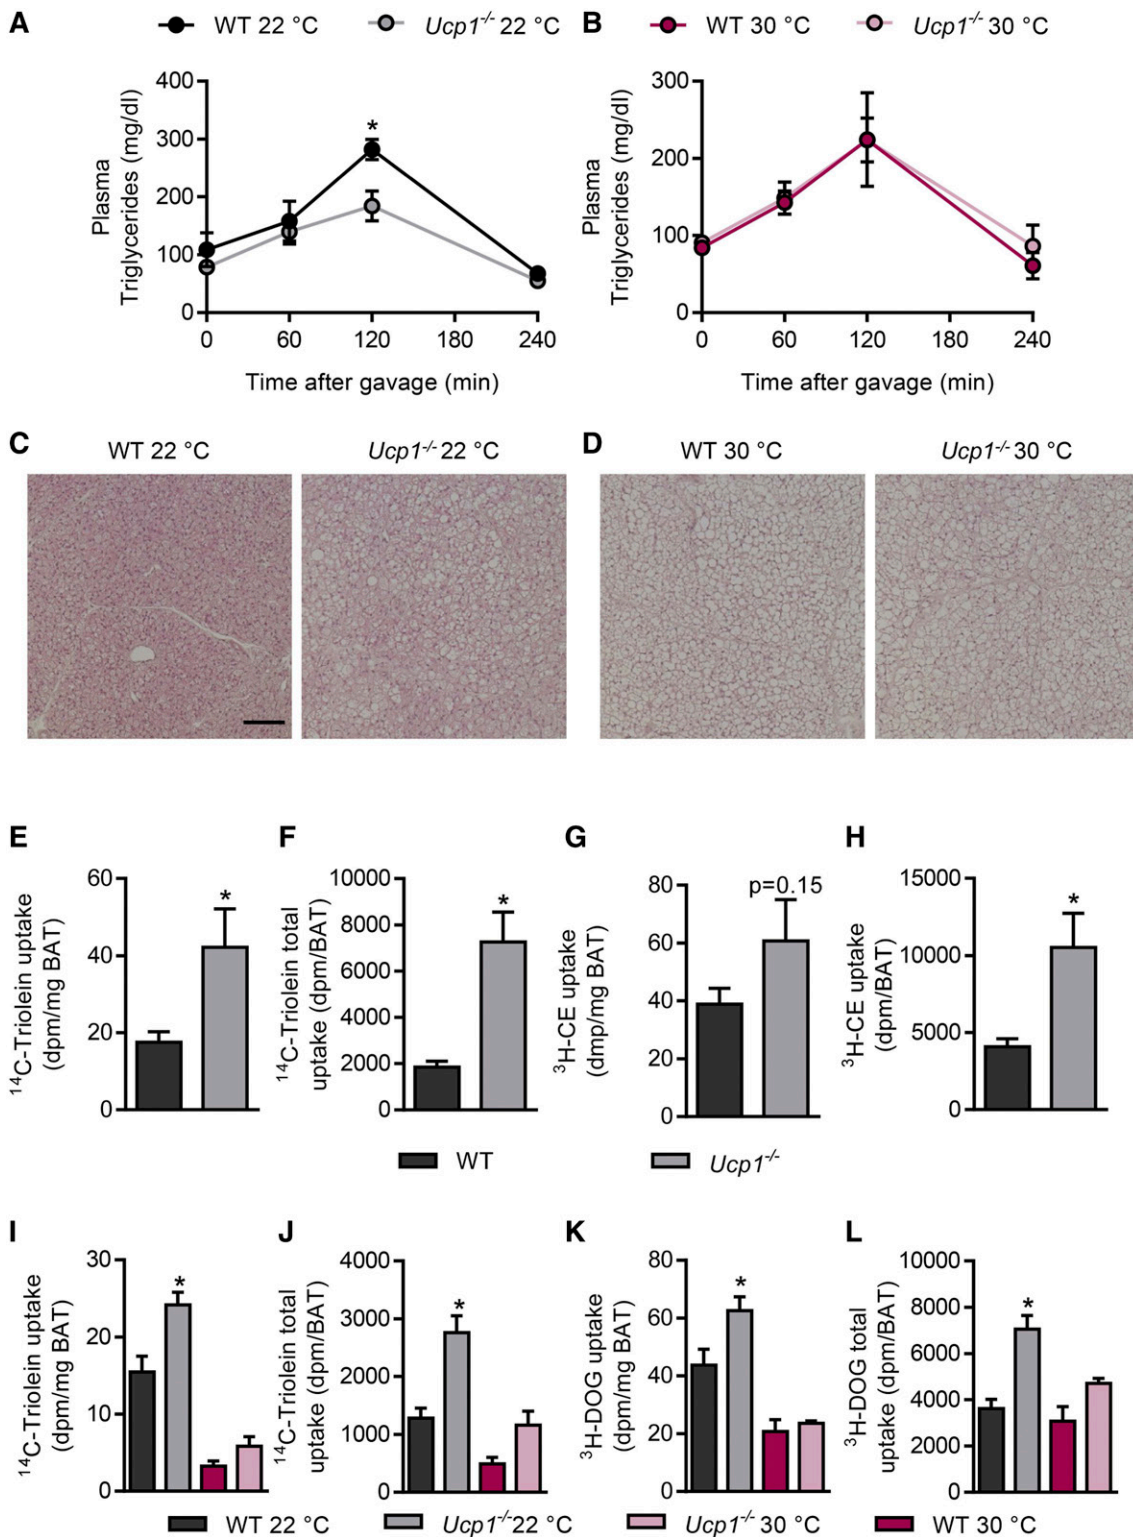 A
WT 22 °C
Ucp1-/- 22 °C
B
WT 30 °C
Ucp1-/- 30 °C
Plasma
Triglycerides (mg/dl)
400
300
200
100
0
*
0 60 120 180 240
Time after gavage (min)
Plasma
Triglycerides (mg/dl)
300
200
100
0
0 60 120 180 240
Time after gavage (min)
C
WT 22 °C
Ucp1-/- 22 °C
D
WT 30 °C
Ucp1-/- 30 °C
E
14C-Triolein uptake
(dpm/mg BAT)
60
40
20
0
*
F
14C-Triolein total
uptake (dpm/BAT)
10000
8000
6000
4000
2000
0
*
G
3H-CE uptake
(dmp/mg BAT)
80
60
40
20
0
p=0.15
H
3H-CE uptake
(dpm/BAT)
15000
10000
5000
0
*
WT
Ucp1-/-
I
14C-Triolein uptake
(dpm/mg BAT)
30
20
10
0
*
J
14C-Triolein total
uptake (dpm/BAT)
4000
3000
2000
1000
0
*
K
3H-DOG uptake
(dpm/mg BAT)
80
60
40
20
0
*
L
3H-DOG total
uptake (dpm/BAT)
10000
8000
6000
4000
2000
0
*
WT 22 °C
Ucp1-/- 22 °C
Ucp1-/- 30 °C
WT 30 °C